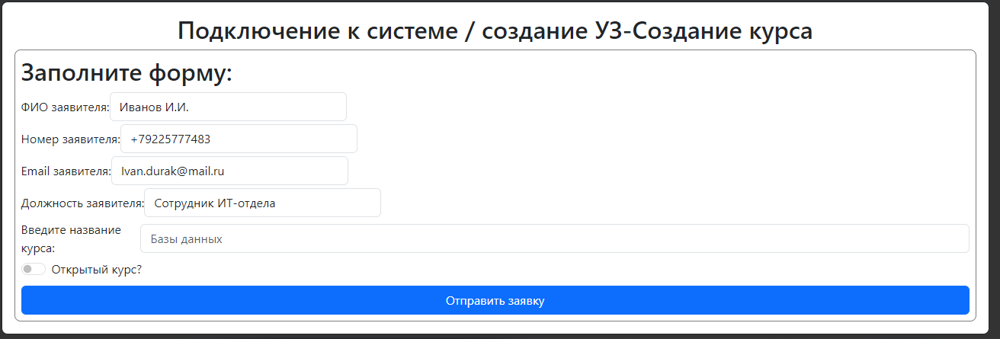 Подключение к системе / создание УЗ-Создание курса
Заполните форму:
ФИО заявителя: Иванов И.И.
Номер заявителя: +79225777483
Email заявителя: Ivan.durak@mail.ru
Должность заявителя: Сотрудник ИТ-отдела
Введите название
курса:
Базы данных
Открытый курс?
Отправить заявку